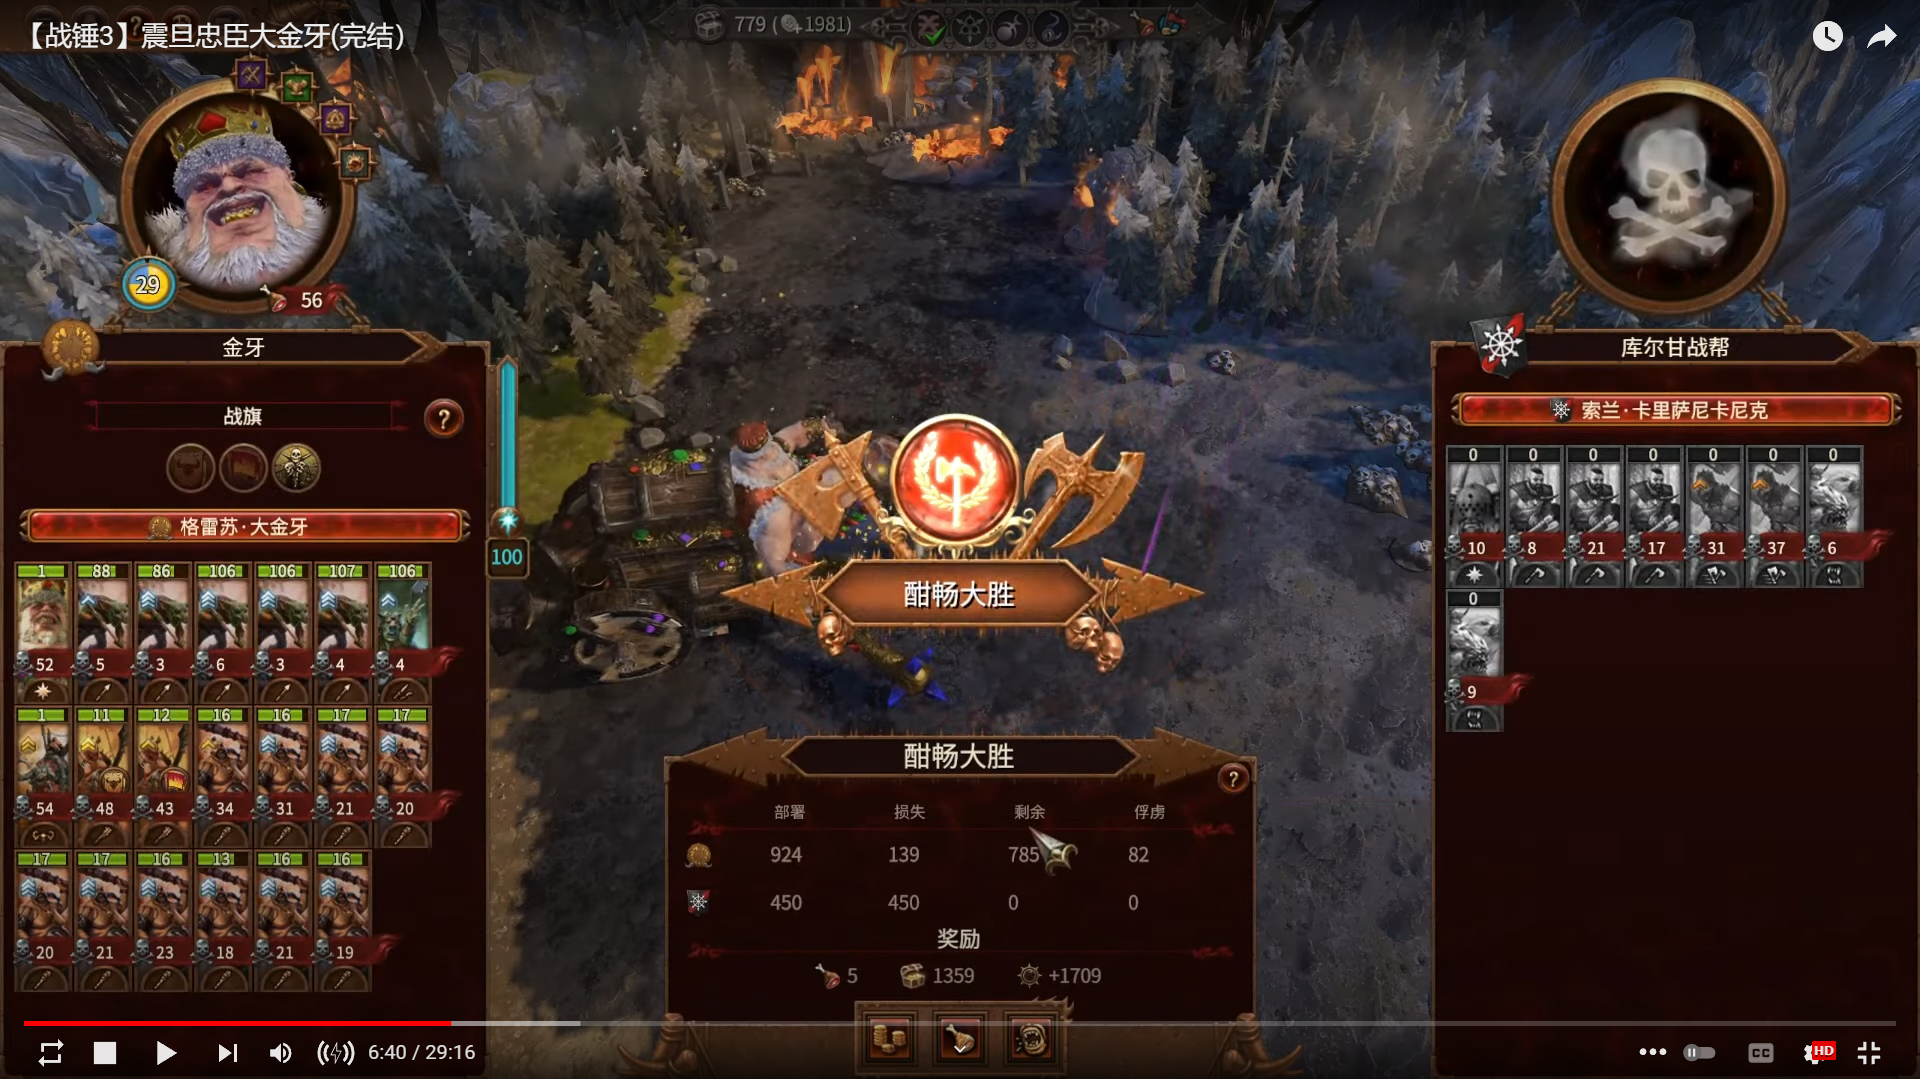 【战锤3】震旦忠臣大金牙(完结)
779 (+1981)
29
56
金牙
战旗
?
格雷苏·大金牙
100
1 88 86 106 106 107 106
52 5 3 6 3 4 4
1 11 12 16 16 17 17
54 48 43 34 31 21 20
17 17 16 13 16 16
20 21 23 18 21 19
酣畅大胜
酣畅大胜
?
部署 损失 剩余 俘虏
924 139 785 82
450 450 0 0
奖励
5 1359 +1709
库尔甘战帮
索兰·卡里萨尼卡尼克
0 0 0 0 0 0 0
10 8 21 17 31 37 6
0
9
6:40 / 29:16
CC
HD